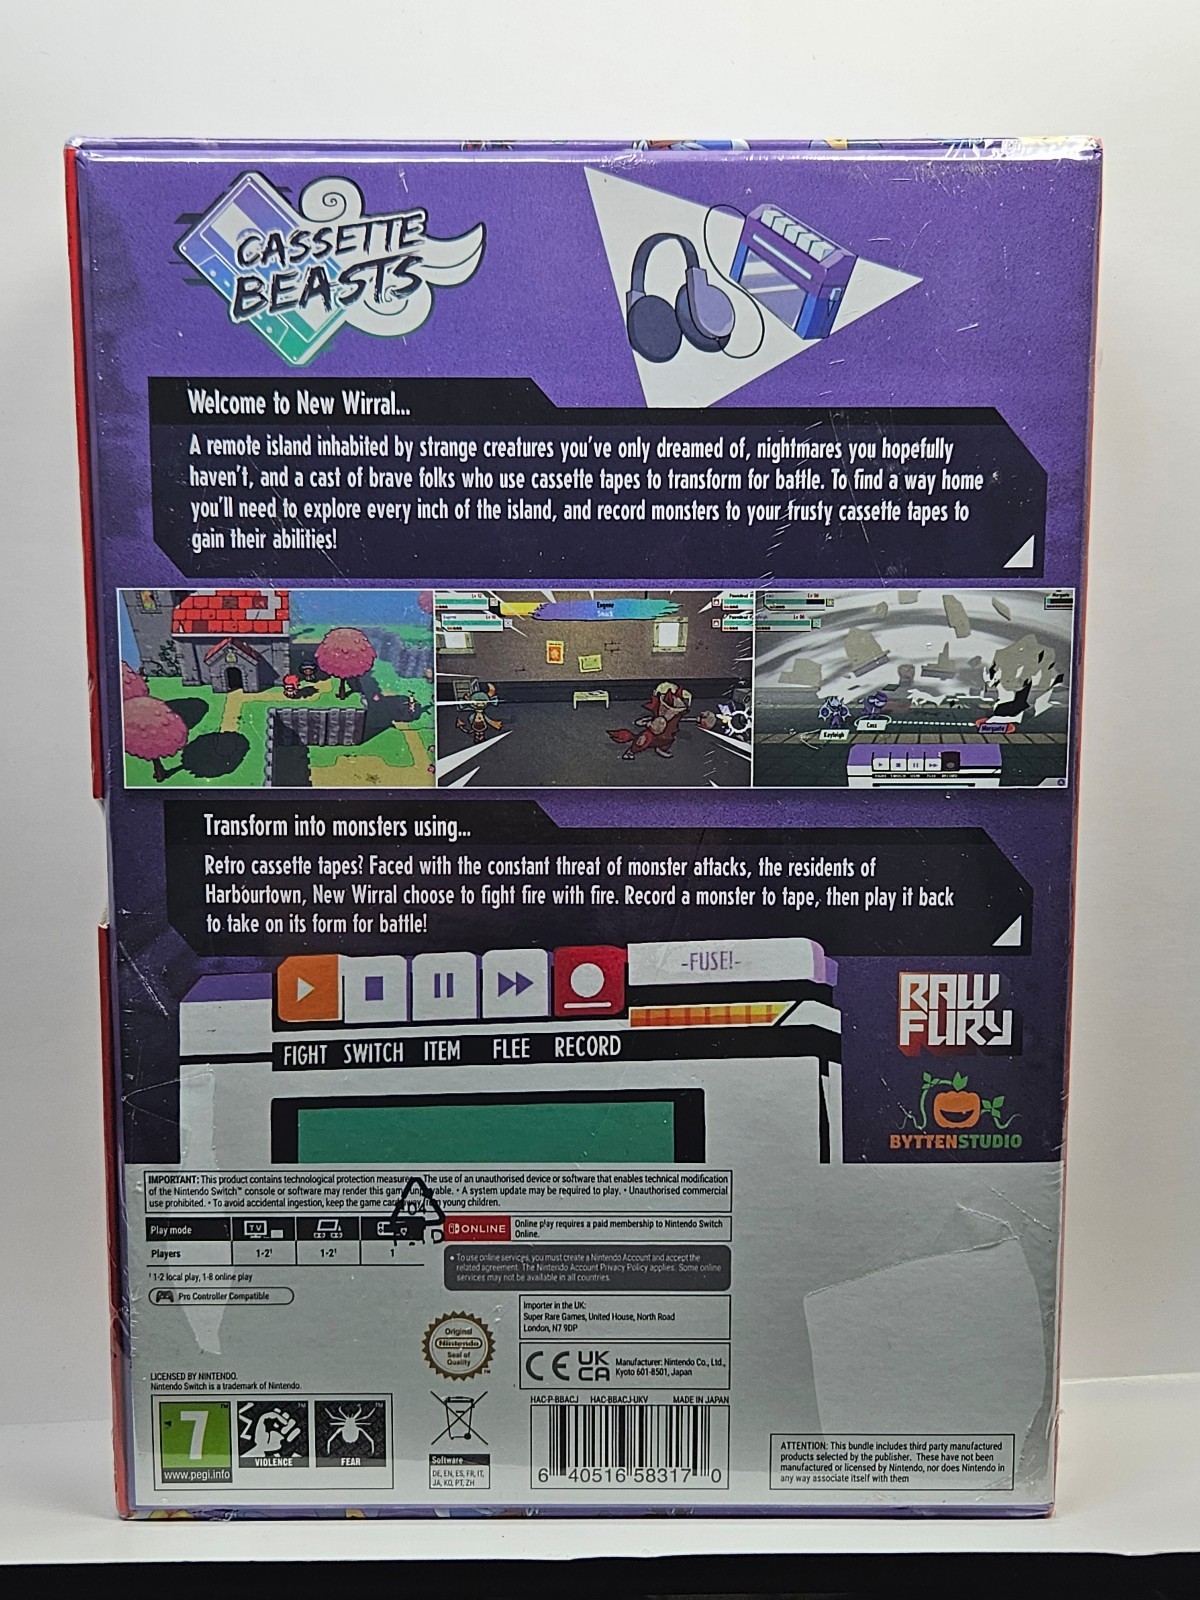 CASSETTE
BEASTS
Welcome to New Wirral...
A remote island inhabited by strange creatures you've only dreamed of, nightmares you hopefully
haven't, and a cast of brave folks who use cassette tapes to transform for battle. To find a way home
you'll need to explore every inch of the island, and record monsters to your trusty cassette tapes to
gain their abilities!
Eugene
Smack
Kayleigh
Cass
Morgante
Transform into monsters using...
Retro cassette tapes? Faced with the constant threat of monster attacks, the residents of
Harbourtown, New Wirral choose to fight fire with fire. Record a monster to tape, then play it back
to take on its form for battle!
-FUSE!-
FIGHT SWITCH ITEM FLEE RECORD
RAW
FURY
BYTTENSTUDIO
IMPORTANT: This product contains technological protection measures. The use of an unauthorised device or software that enables technical modification
of the Nintendo Switch™ console or software may render this game unplayable. • A system update may be required to play. • Unauthorised commercial
use prohibited. • To avoid accidental ingestion, keep the game card away from young children.
Play mode TV
Players 1-2¹ 1-2¹ 1
¹ 1-2 local play, 1-8 online play
Pro Controller Compatible
ONLINE
Online play requires a paid membership to Nintendo Switch
Online.
• To use online services, you must create a Nintendo Account and accept the
related agreement. The Nintendo Account Privacy Policy applies. Some online
services may not be available in all countries.
Original
Nintendo
Seal of
Quality
Importer in the UK:
Super Rare Games, United House, North Road
London, N7 9DP
CE UK
CA
Manufacturer: Nintendo Co., Ltd.,
Kyoto 601-8501, Japan
LICENSED BY NINTENDO.
Nintendo Switch is a trademark of Nintendo.
7
www.pegi.info
VIOLENCE
FEAR
Software
DE, EN, ES, FR, IT,
JA, KO, PT, ZH
HAC-P-BBACJ HAC-BBACJ-UKV MADE IN JAPAN
6 40516 58317 0
ATTENTION: This bundle includes third party manufactured
products selected by the publisher. These have not been
manufactured or licensed by Nintendo, nor does Nintendo in
any way associate itself with them